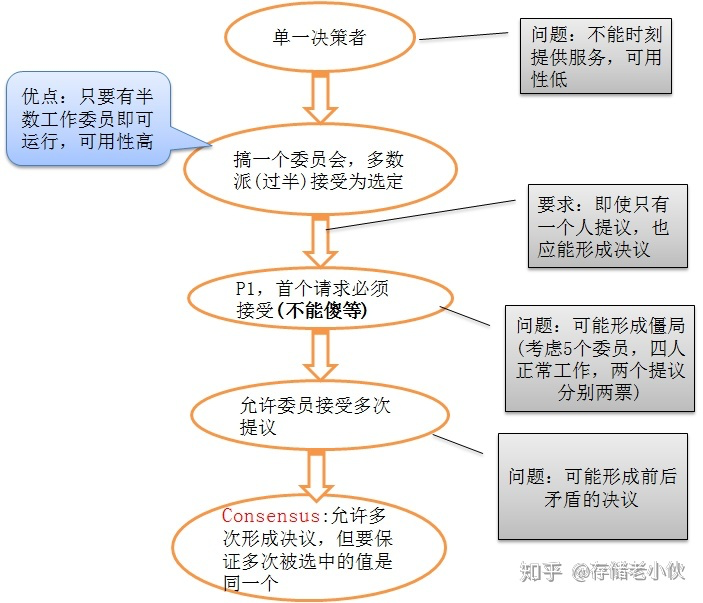 单一决策者
问题：不能时刻
提供服务，可用
性低
优点：只要有半
数工作委员即可
运行，可用性高
搞一个委员会，多数
派(过半)接受为选定
要求：即使只有
一个人提议，也
应能形成决议
P1，首个请求必须
接受(不能傻等)
问题：可能形成僵局
(考虑5个委员，四人
正常工作，两个提议
分别两票)
允许委员接受多次
提议
问题：可能形成前后
矛盾的决议
Consensus:允许多
次形成决议，但要保
证多次被选中的值是
同一个
知乎 @存储老小伙